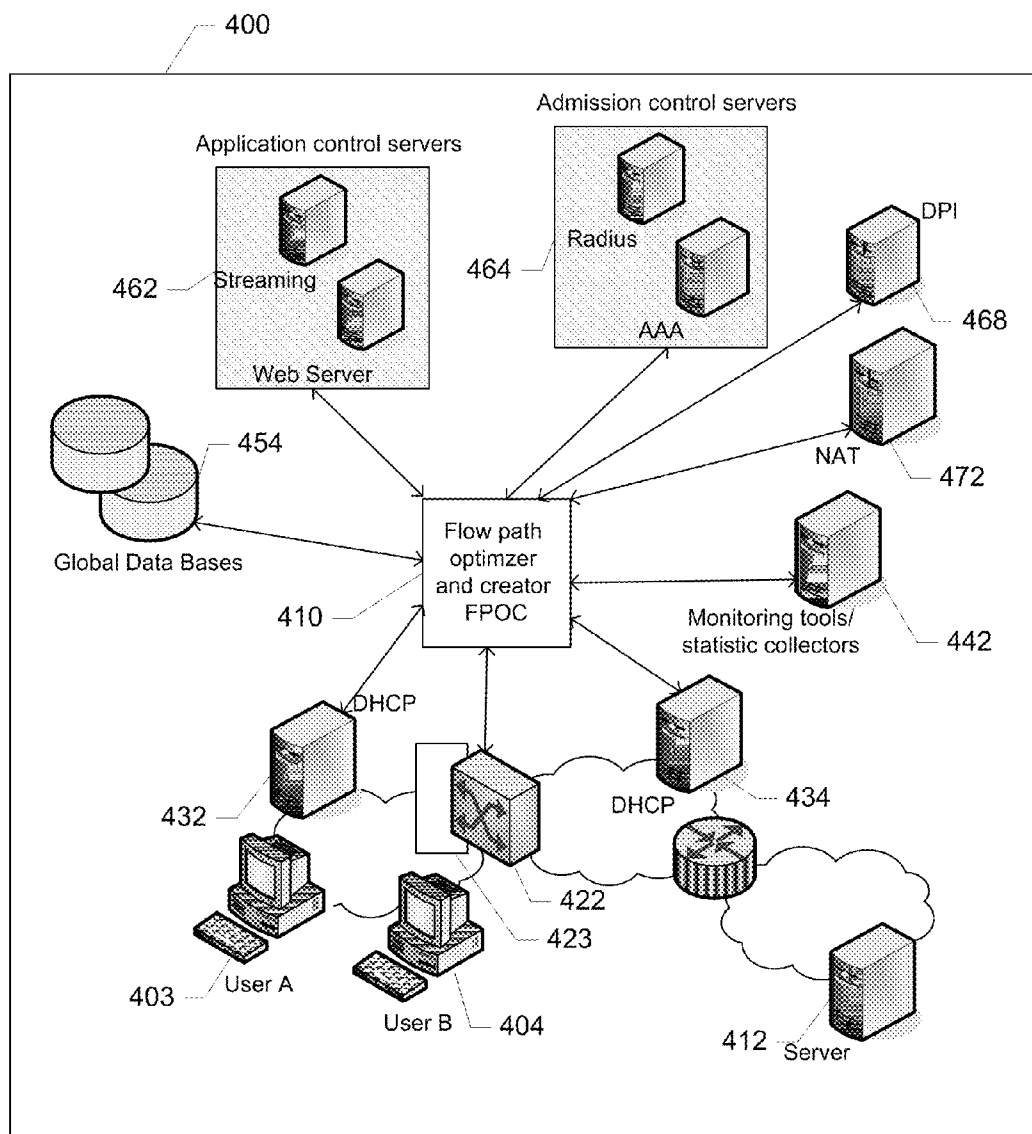 400
Admission control servers
Application control servers
DPI
Radius
464
462
Streaming
468
AAA
Web Server
454
NAT
472
Flow path
optimzer
and creator
FPOC
Global Data Bases
410
Monitoring tools/
statistic collectors
442
DHCP
432
DHCP
434
422
423
403
User A
User B
404
412
Server